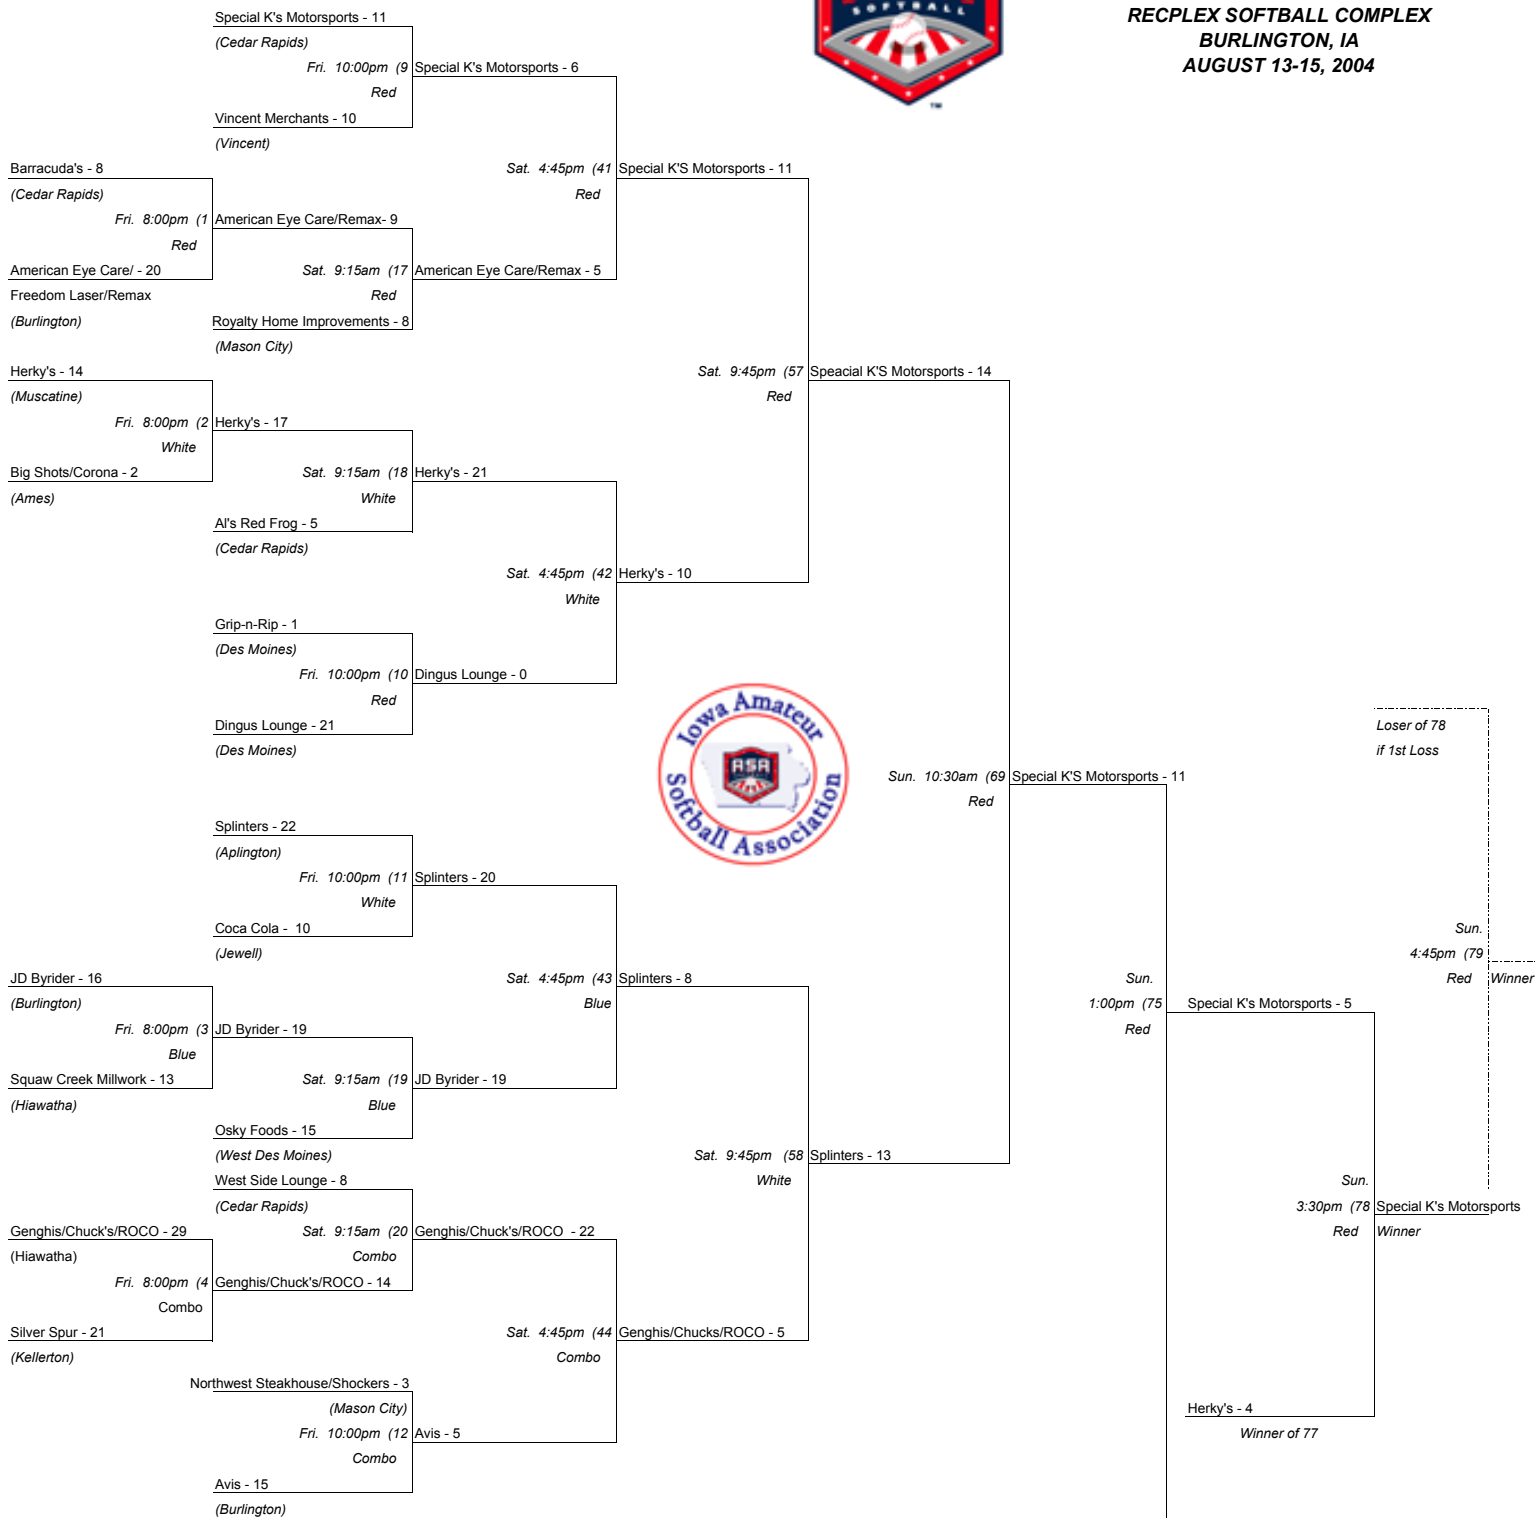 SOFTBALL
™
RECPLEX SOFTBALL COMPLEX
BURLINGTON, IA
AUGUST 13-15, 2004
Special K's Motorsports - 11
(Cedar Rapids)
Fri. 10:00pm (9
Special K's Motorsports - 6
Red
Vincent Merchants - 10
(Vincent)
Barracuda's - 8
Sat. 4:45pm (41
Special K'S Motorsports - 11
(Cedar Rapids)
Red
Fri. 8:00pm (1
American Eye Care/Remax- 9
Red
American Eye Care/ - 20
Sat. 9:15am (17
American Eye Care/Remax - 5
Freedom Laser/Remax
Red
(Burlington)
Royalty Home Improvements - 8
(Mason City)
Herky's - 14
Sat. 9:45pm (57
Speacial K'S Motorsports - 14
(Muscatine)
Red
Fri. 8:00pm (2
Herky's - 17
White
Big Shots/Corona - 2
Sat. 9:15am (18
Herky's - 21
(Ames)
White
Al's Red Frog - 5
(Cedar Rapids)
Sat. 4:45pm (42
Herky's - 10
White
Grip-n-Rip - 1
(Des Moines)
Fri. 10:00pm (10
Dingus Lounge - 0
Red
Dingus Lounge - 21
(Des Moines)
Iowa Amateur
ASA
Softball Association
Loser of 78
if 1st Loss
Sun. 10:30am (69
Special K'S Motorsports - 11
Red
Splinters - 22
(Aplington)
Fri. 10:00pm (11
Splinters - 20
White
Coca Cola - 10
(Jewell)
Sun.
4:45pm (79
Red
Winner
JD Byrider - 16
Sat. 4:45pm (43
Splinters - 8
(Burlington)
Blue
Sun.
1:00pm (75
Special K's Motorsports - 5
Red
Fri. 8:00pm (3
JD Byrider - 19
Blue
Squaw Creek Millwork - 13
Sat. 9:15am (19
JD Byrider - 19
(Hiawatha)
Blue
Osky Foods - 15
(West Des Moines)
Sat. 9:45pm (58
Splinters - 13
White
West Side Lounge - 8
(Cedar Rapids)
Sun.
3:30pm (78
Special K's Motorsports
Red
Winner
Genghis/Chuck's/ROCO - 29
Sat. 9:15am (20
Genghis/Chuck's/ROCO - 22
(Hiawatha)
Combo
Fri. 8:00pm (4
Genghis/Chuck's/ROCO - 14
Combo
Silver Spur - 21
Sat. 4:45pm (44
Genghis/Chucks/ROCO - 5
(Kellerton)
Combo
Northwest Steakhouse/Shockers - 3
(Mason City)
Herky's - 4
Winner of 77
Fri. 10:00pm (12
Avis - 5
Combo
Avis - 15
(Burlington)